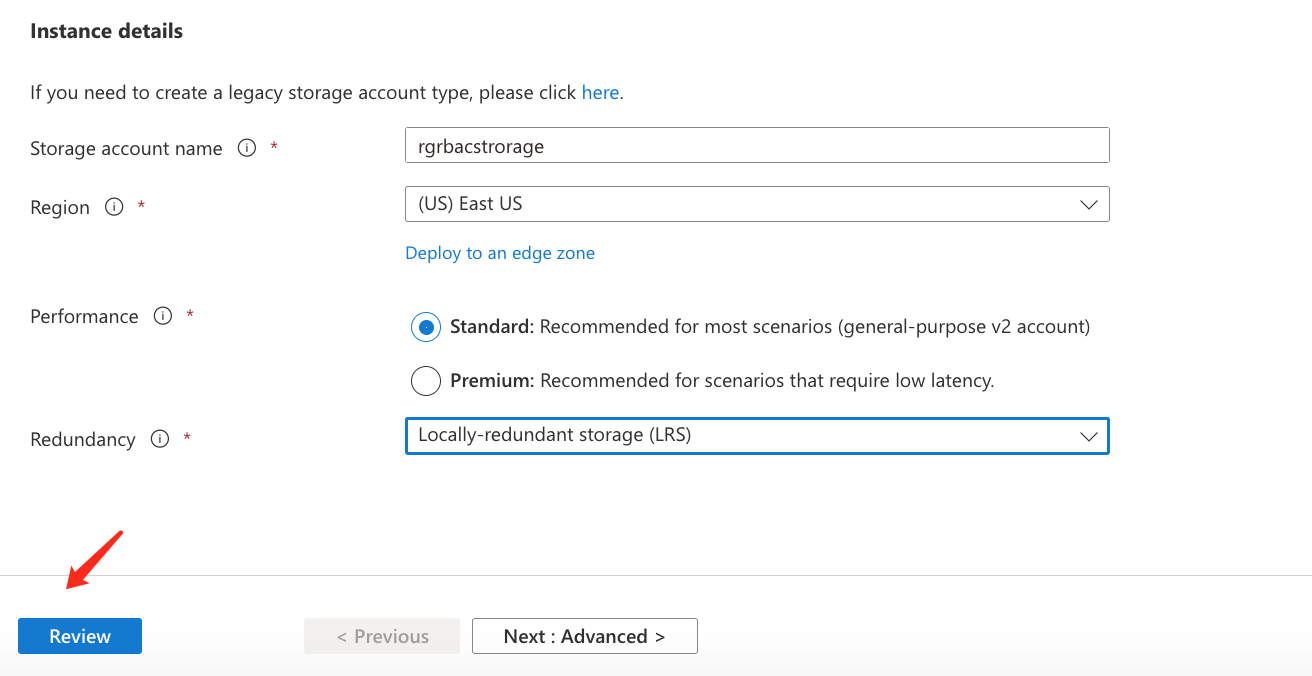 Instance details
If you need to create a legacy storage account type, please click here.
Storage account name * rgrbacstrorage
Region * (US) East US
Deploy to an edge zone
Performance * Standard: Recommended for most scenarios (general-purpose v2 account)
Premium: Recommended for scenarios that require low latency.
Redundancy * Locally-redundant storage (LRS)
Review < Previous Next : Advanced >